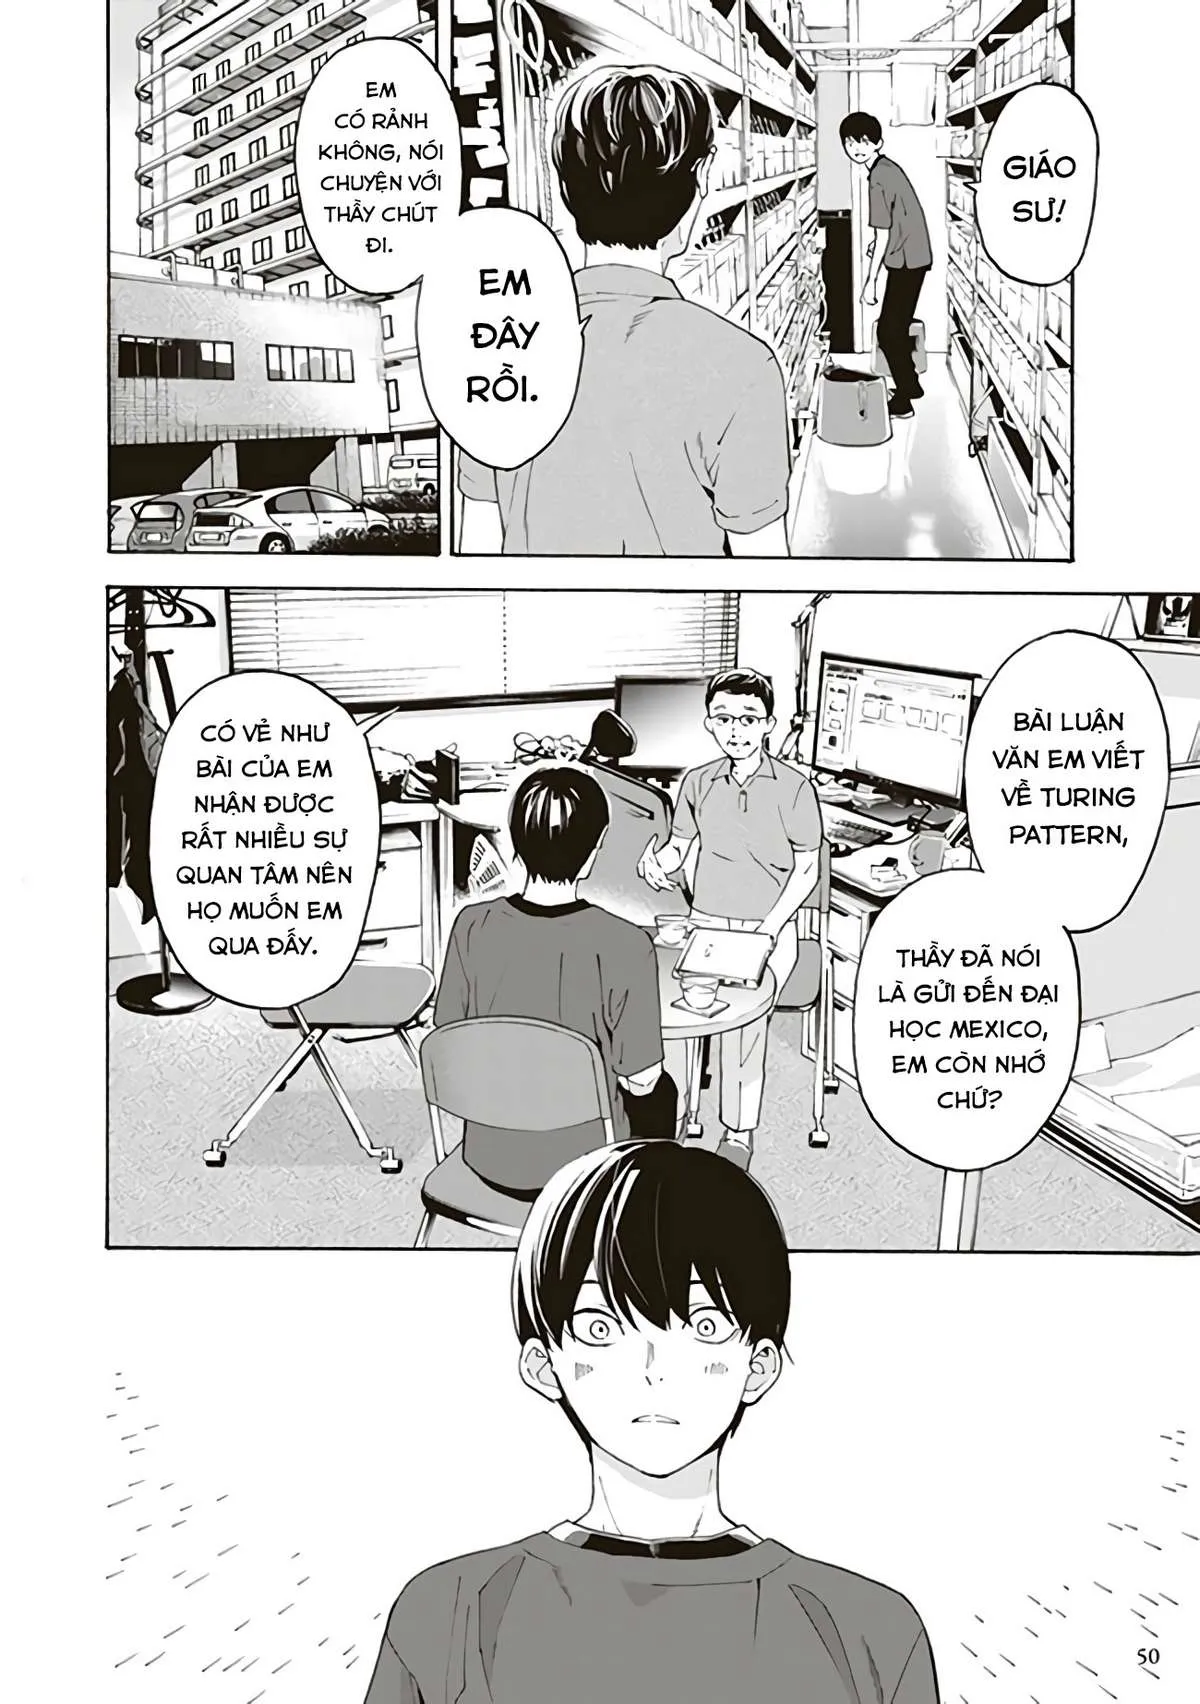 GIÁO
SƯ!
EM
ĐÂY
RỒI.
EM
CÓ RẢNH
KHÔNG, NÓI
CHUYỆN VỚI
THẦY CHÚT
ĐI.
BÀI LUẬN
VĂN EM VIẾT
VỀ TURING
PATTERN,
THẦY ĐÃ NÓI
LÀ GỬI ĐẾN ĐẠI
HỌC MEXICO,
EM CÒN NHỚ
CHỨ?
CÓ VẺ NHƯ
BÀI CỦA EM
NHẬN ĐƯỢC
RẤT NHIỀU SỰ
QUAN TÂM NÊN
HỌ MUỐN EM
QUA ĐẤY.
50